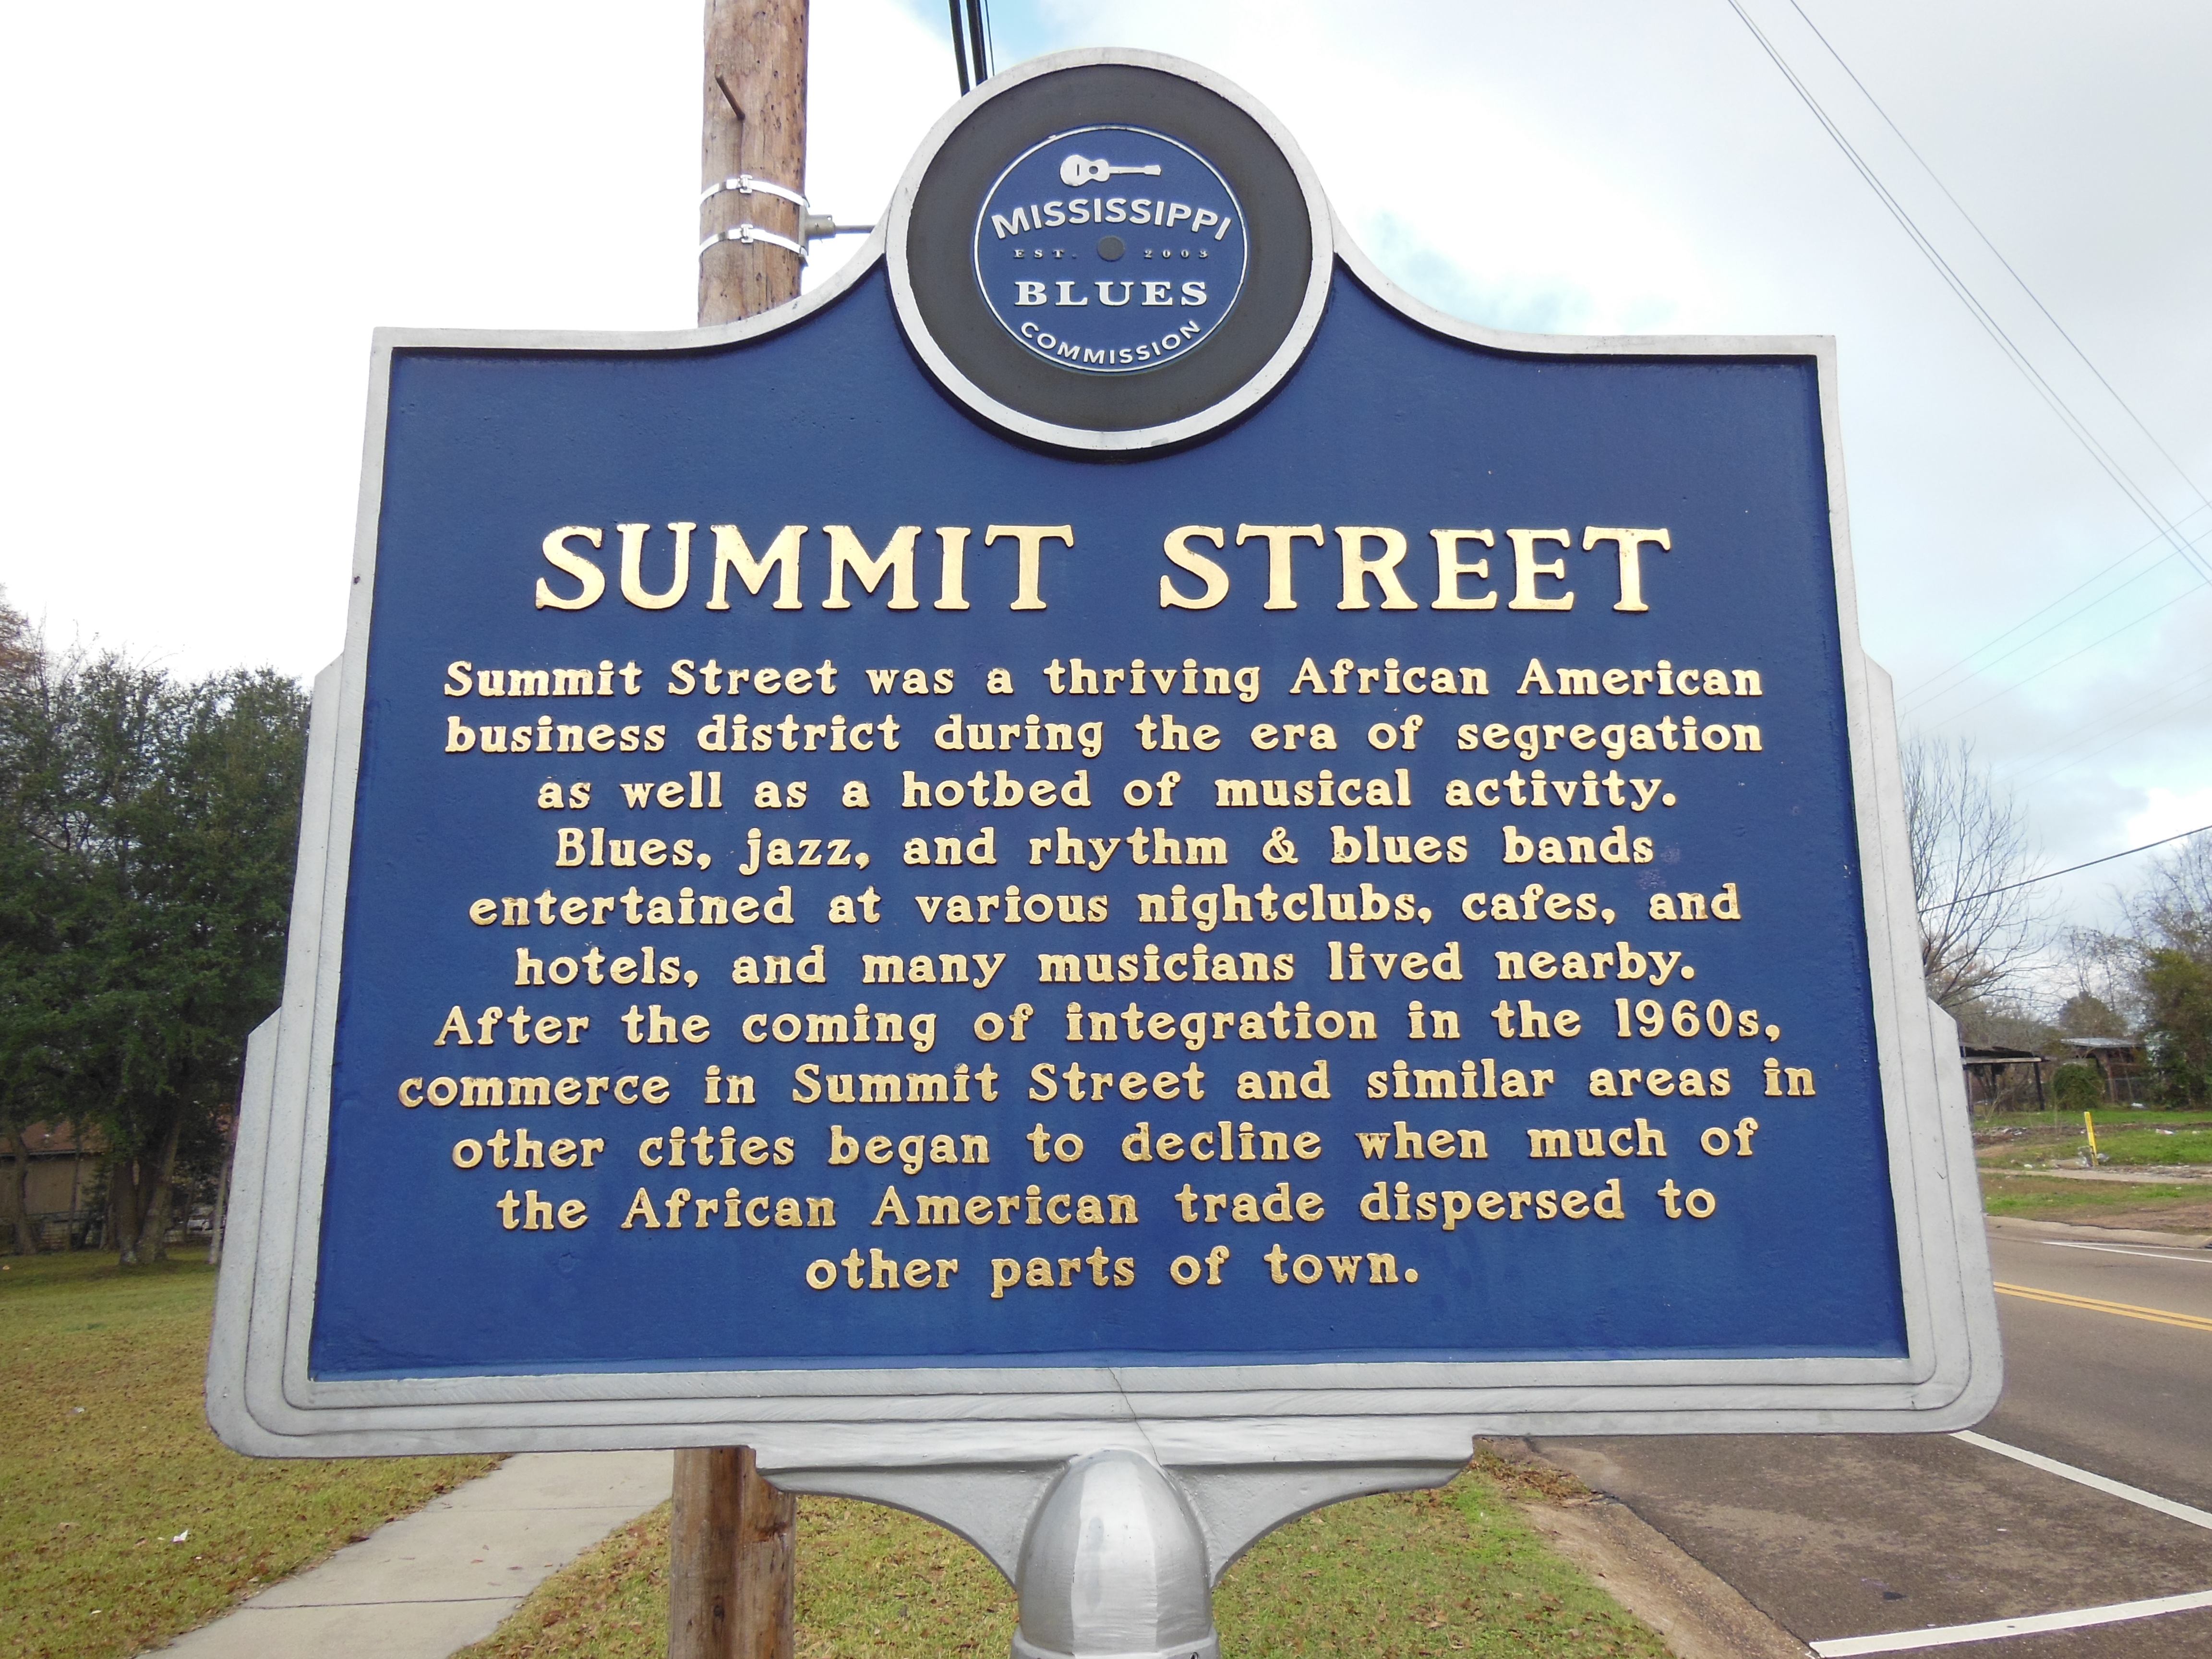 MISSISSIPPI
EST. 2003
BLUES
COMMISSION
SUMMIT STREET
Summit Street was a thriving African American
business district during the era of segregation
as well as a hotbed of musical activity.
Blues, jazz, and rhythm & blues bands
entertained at various nightclubs, cafes, and
hotels, and many musicians lived nearby.
After the coming of integration in the 1960s,
commerce in Summit Street and similar areas in
other cities began to decline when much of
the African American trade dispersed to
other parts of town.